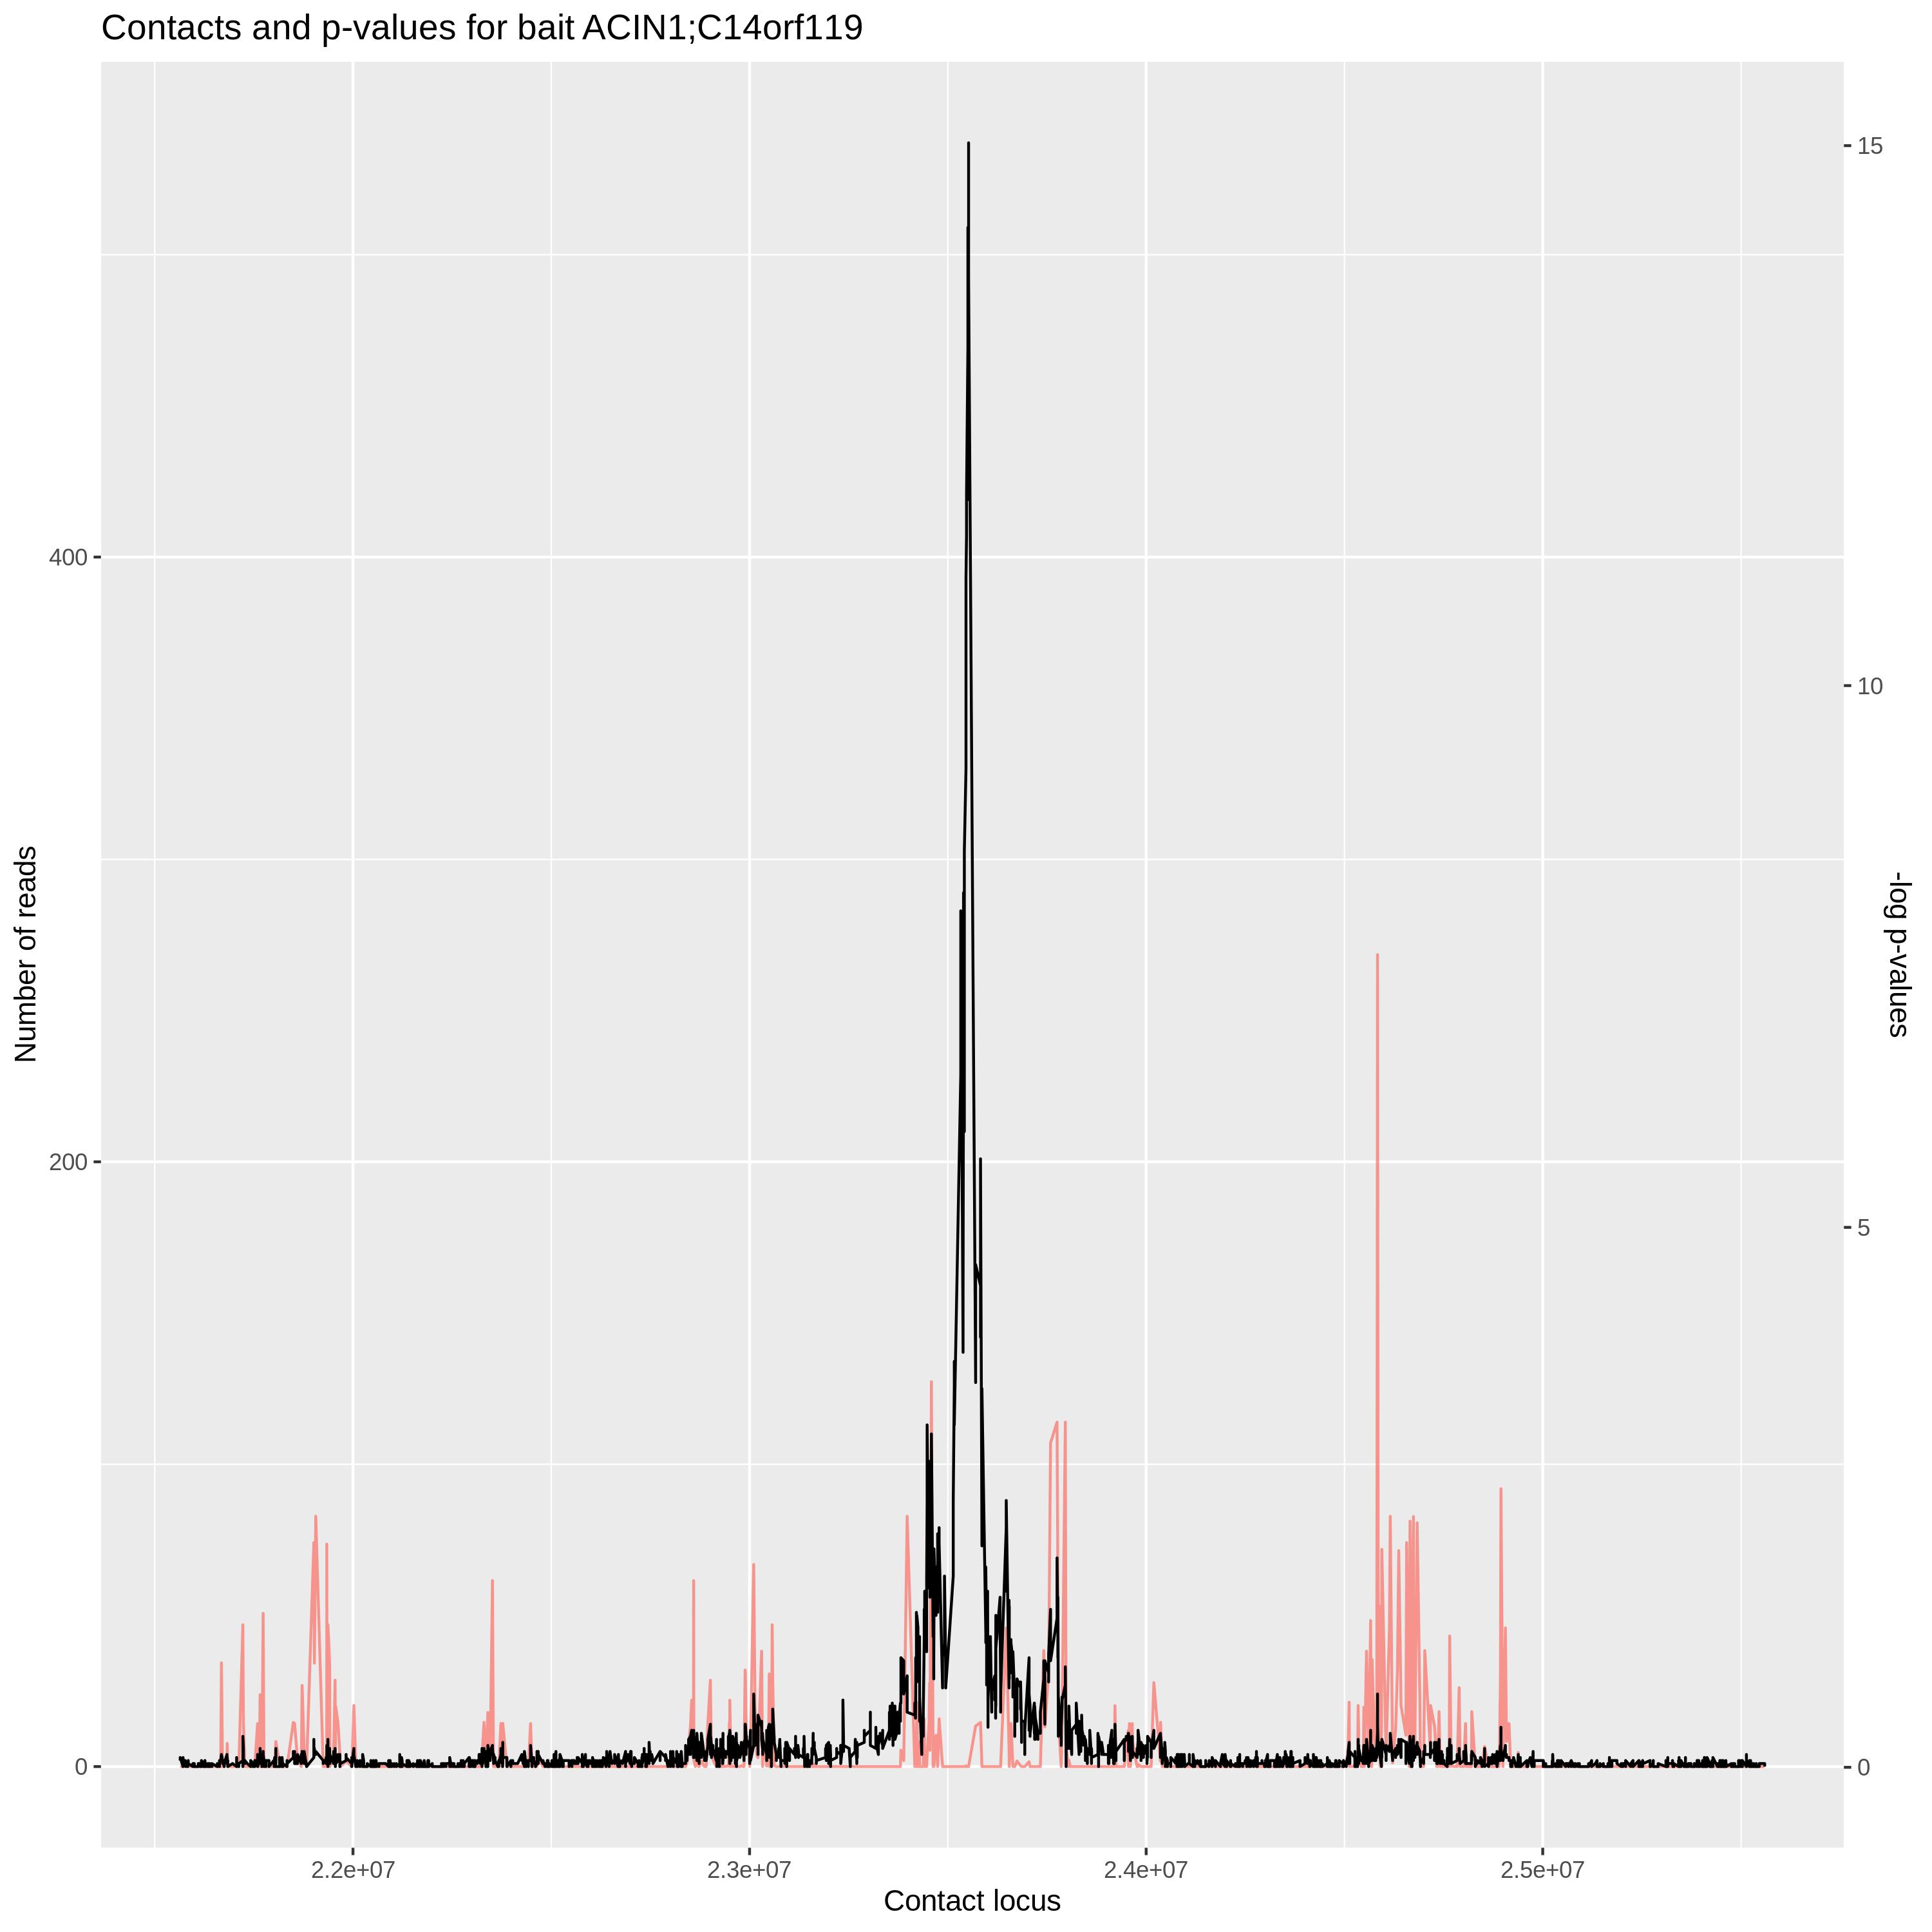 Contacts and p-values for bait ACIN1;C14orf119
Number of reads
400
200
0
15
10
5
0
-log p-values
2.2e+07
2.3e+07
2.4e+07
2.5e+07
Contact locus